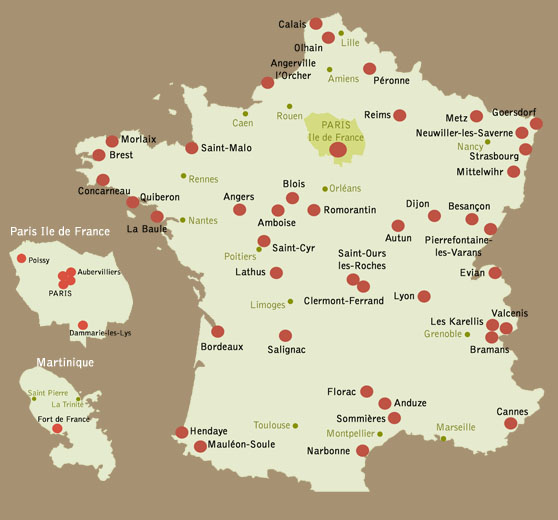 Calais
Lille
Olhain
Angerville
l'Orcher
Amiens
Péronne
Rouen
Caen
PARIS
Ile de France
Reims
Metz
Goersdorf
Neuwiller-les-Saverne
Nancy
Strasbourg
Mittelwihr
Morlaix
Brest
Saint-Malo
Concarneau
Rennes
Quiberon
Blois
Orléans
Angers
Amboise
Romorantin
Dijon
Besançon
La Baule
Nantes
Autun
Pierrefontaine-
les-Varans
Poitiers
Saint-Cyr
Saint-Ours
les-Roches
Lathus
Evian
Clermont-Ferrand
Lyon
Limoges
Les Karellis
Valcenis
Grenoble
Bramans
Bordeaux
Salignac
Florac
Anduze
Sommières
Cannes
Toulouse
Montpellier
Marseille
Hendaye
Mauléon-Soule
Narbonne
Paris Ile de France
Poissy
Aubervilliers
PARIS
Dammarie-les-Lys
Martinique
Saint Pierre
La Trinité
Fort de France